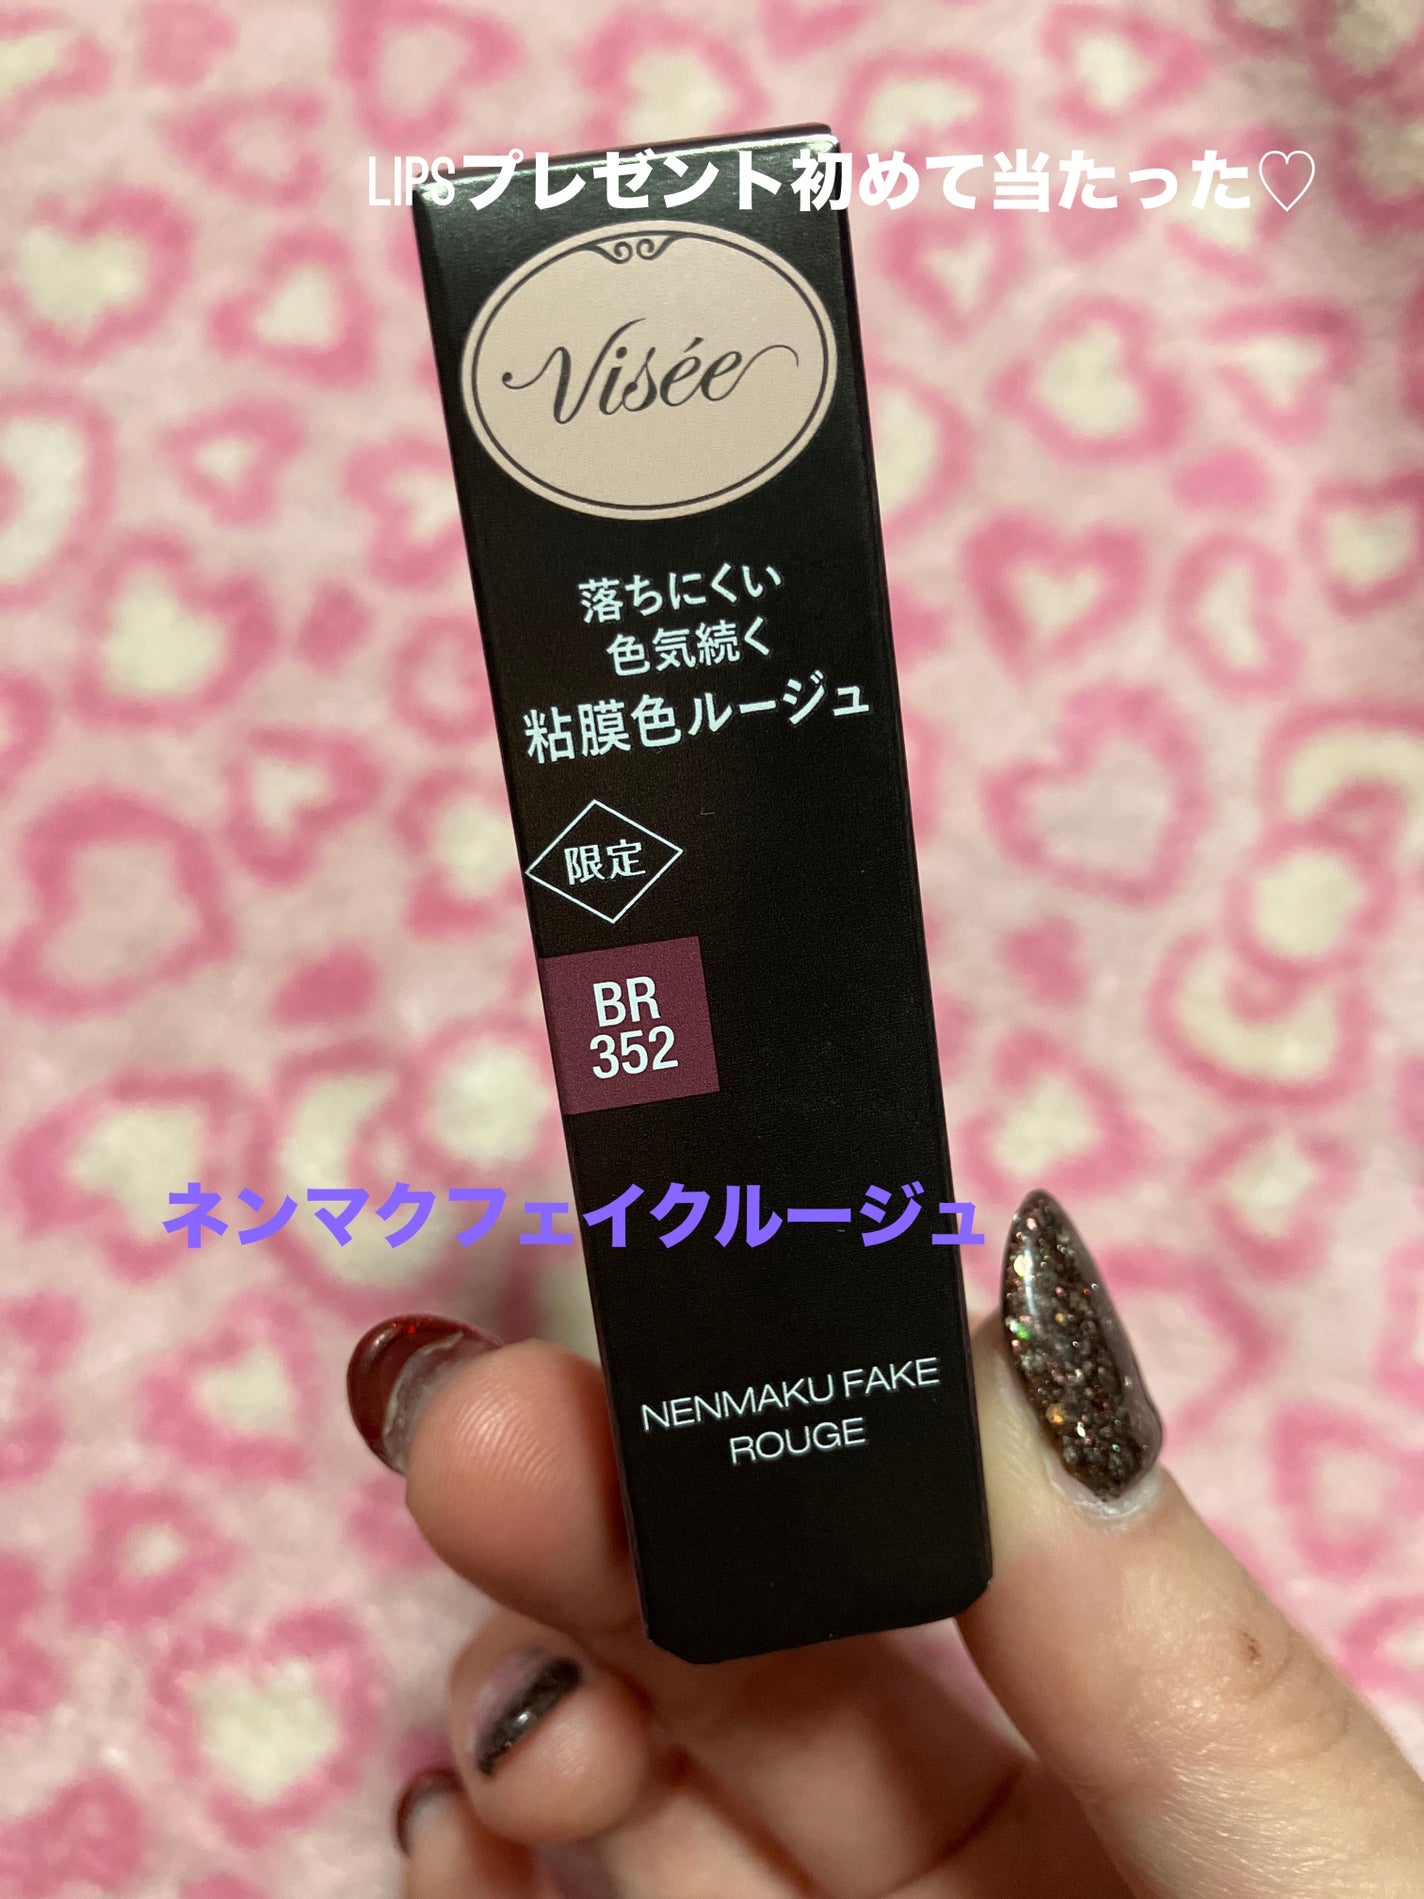 LIPSプレゼント初めて当たった♡
Visée
落ちにくい
色気続く
粘膜色ルージュ
限定
BR
352
ネンマクフェイクルージュ
NENMAKU FAKE
ROUGE